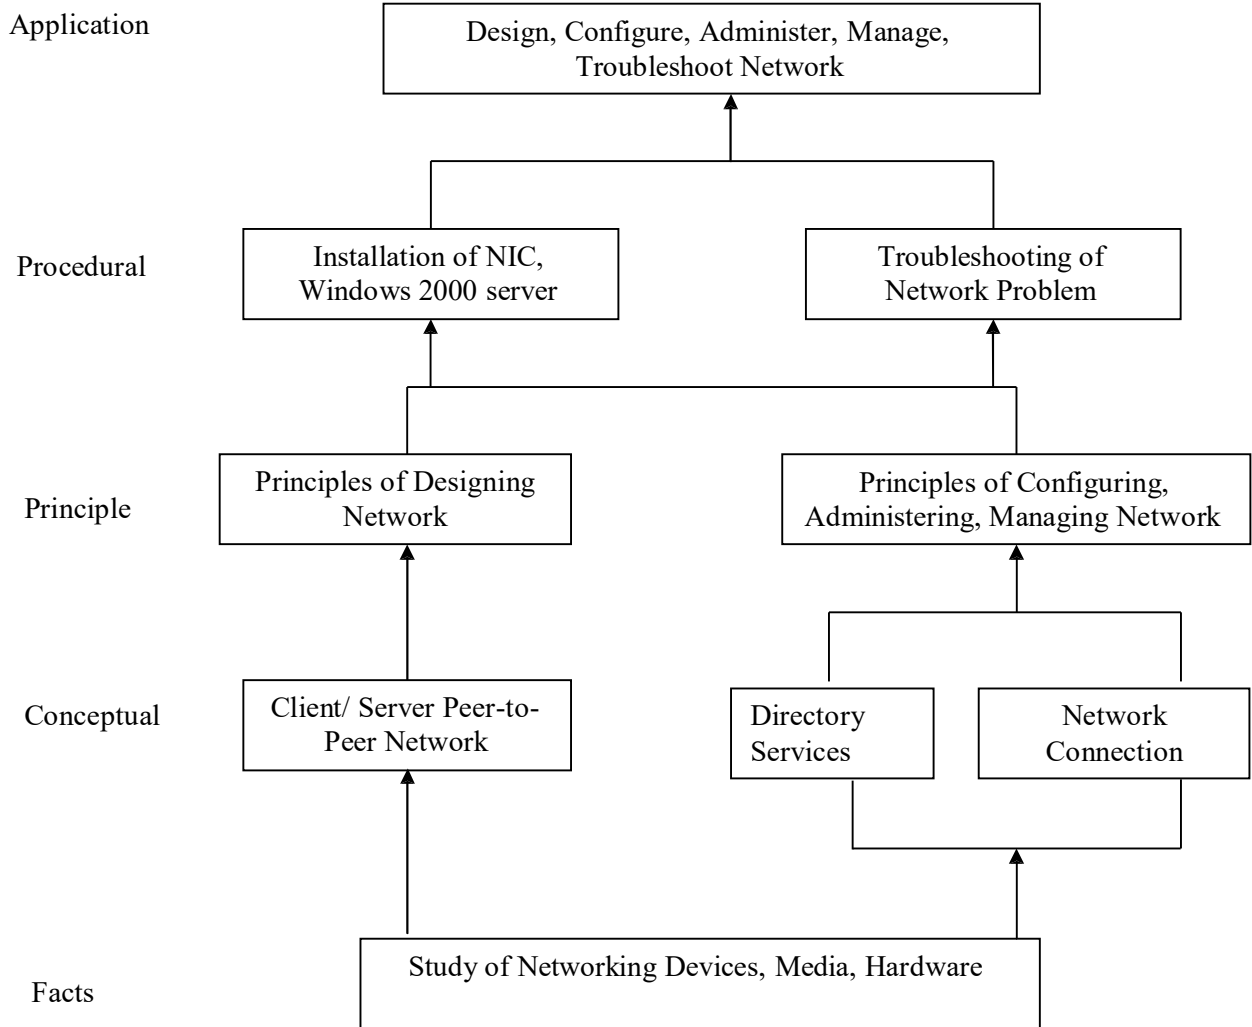 Application
Design, Configure, Administer, Manage,
Troubleshoot Network
Procedural
Installation of NIC,
Windows 2000 server
Troubleshooting of
Network Problem
Principle
Principles of Designing
Network
Principles of Configuring,
Administering, Managing Network
Conceptual
Client/ Server Peer-to-
Peer Network
Directory
Services
Network
Connection
Facts
Study of Networking Devices, Media, Hardware